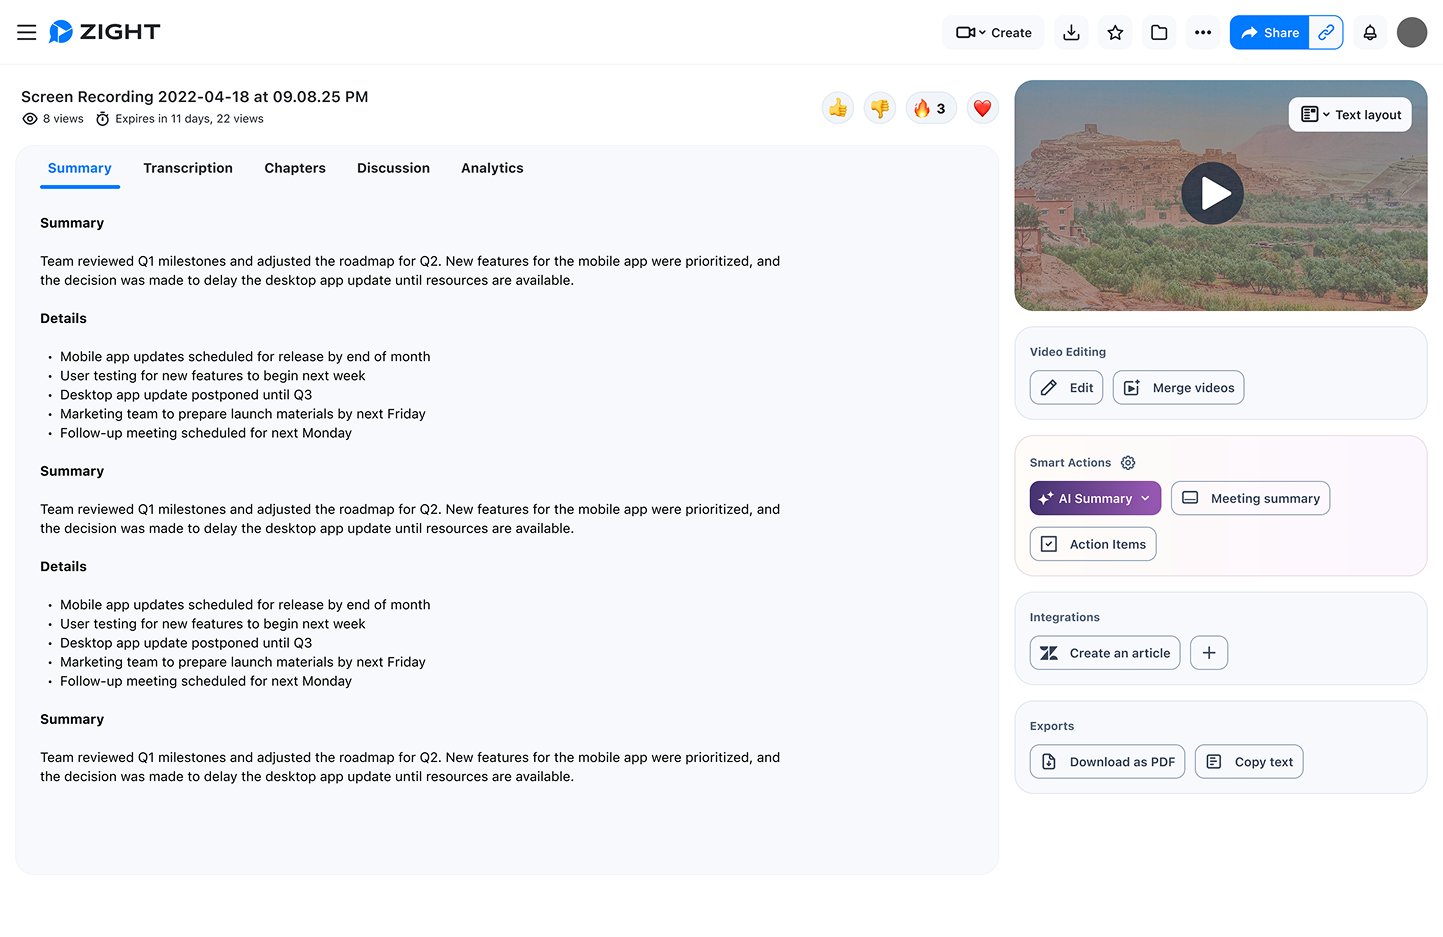 ZIGHT
Create
Share
Screen Recording 2022-04-18 at 09.08.25 PM
8 views
Expires in 11 days, 22 views
3
Text layout
Summary
Transcription
Chapters
Discussion
Analytics
Summary
Team reviewed Q1 milestones and adjusted the roadmap for Q2. New features for the mobile app were prioritized, and
the decision was made to delay the desktop app update until resources are available.
Details
• Mobile app updates scheduled for release by end of month
• User testing for new features to begin next week
• Desktop app update postponed until Q3
• Marketing team to prepare launch materials by next Friday
• Follow-up meeting scheduled for next Monday
Summary
Team reviewed Q1 milestones and adjusted the roadmap for Q2. New features for the mobile app were prioritized, and
the decision was made to delay the desktop app update until resources are available.
Details
• Mobile app updates scheduled for release by end of month
• User testing for new features to begin next week
• Desktop app update postponed until Q3
• Marketing team to prepare launch materials by next Friday
• Follow-up meeting scheduled for next Monday
Summary
Team reviewed Q1 milestones and adjusted the roadmap for Q2. New features for the mobile app were prioritized, and
the decision was made to delay the desktop app update until resources are available.
Video Editing
Edit
Merge videos
Smart Actions
AI Summary
Meeting summary
Action Items
Integrations
Create an article
Exports
Download as PDF
Copy text